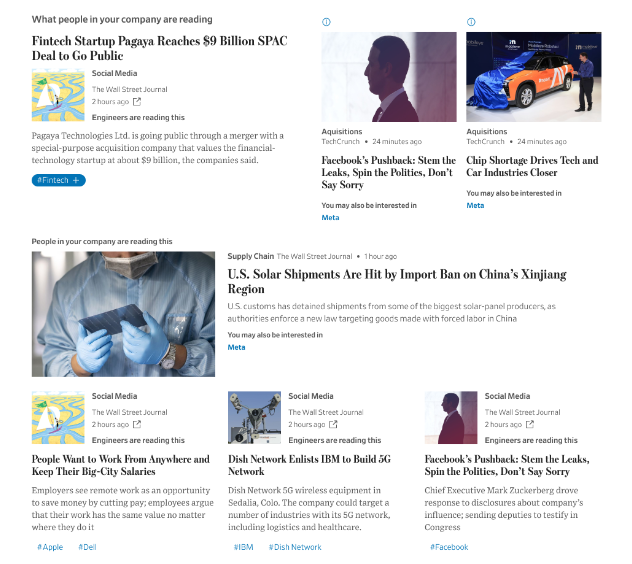 What people in your company are reading
Fintech Startup Pagaya Reaches $9 Billion SPAC
Deal to Go Public
Social Media
The Wall Street Journal
2 hours ago
Engineers are reading this
Pagaya Technologies Ltd. is going public through a merger with a
special-purpose acquisition company that values the financial-
technology startup at about $9 billion, the companies said.
#Fintech +
Aquisitions
TechCrunch • 24 minutes ago
Facebook's Pushback: Stem the
Leaks, Spin the Politics, Don't
Say Sorry
You may also be interested in
Meta
Aquisitions
TechCrunch • 24 minutes ago
Chip Shortage Drives Tech and
Car Industries Closer
You may also be interested in
Meta
People in your company are reading this
Supply Chain The Wall Street Journal • 1 hour ago
U.S. Solar Shipments Are Hit by Import Ban on China's Xinjiang
Region
U.S. customs has detained shipments from some of the biggest solar-panel producers, as
authorities enforce a new law targeting goods made with forced labor in China
You may also be interested in
Meta
Social Media
The Wall Street Journal
2 hours ago
Engineers are reading this
People Want to Work From Anywhere and
Keep Their Big-City Salaries
Employers see remote work as an opportunity
to save money by cutting pay; employees argue
that their work has the same value no matter
where they do it
#Apple #Dell
Social Media
The Wall Street Journal
2 hours ago
Engineers are reading this
Dish Network Enlists IBM to Build 5G
Network
Dish Network 5G wireless equipment in
Sedalia, Colo. The company could target a
number of industries with its 5G network,
including logistics and healthcare.
#IBM #Dish Network
Social Media
The Wall Street Journal
2 hours ago
Engineers are reading this
Facebook's Pushback: Stem the Leaks,
Spin the Politics, Don't Say Sorry
Chief Executive Mark Zuckerberg drove
response to disclosures about company's
influence; sending deputies to testify in
Congress
#Facebook